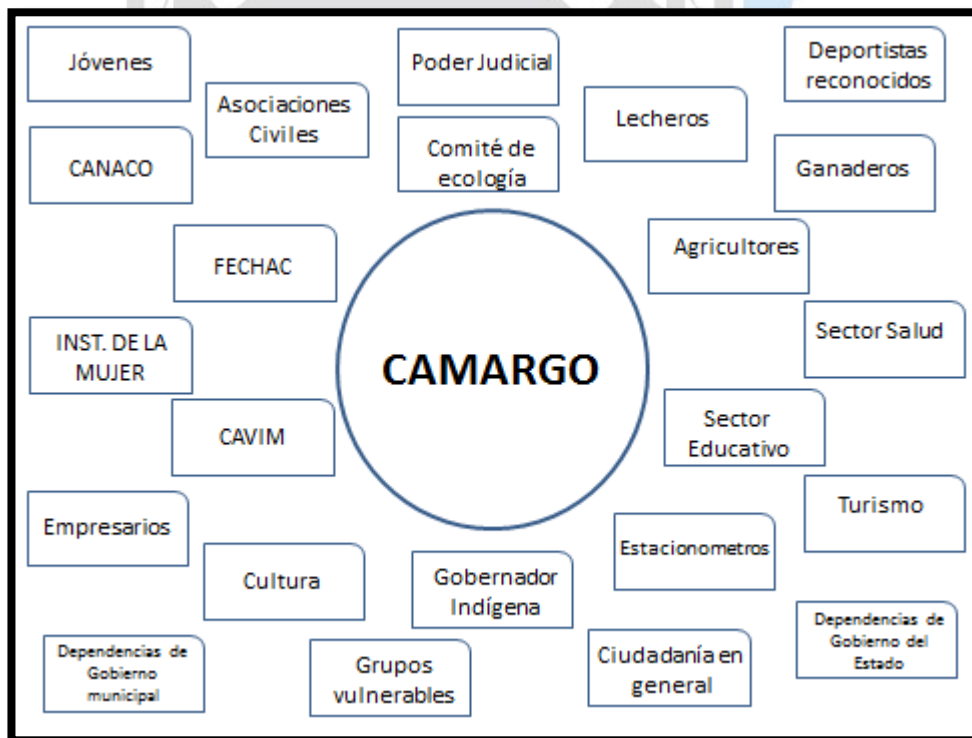 Jóvenes
Poder Judicial
Deportistas
reconocidos
Asociaciones
Civiles
Lecheros
CANACO
Comité de
ecología
Ganaderos
FECHAC
Agricultores
INST. DE LA
MUJER
CAMARGO
Sector Salud
CAVIM
Sector
Educativo
Empresarios
Turismo
Cultura
Gobernador
Indígena
Estacionometros
Dependencias de
Gobierno
municipal
Grupos
vulnerables
Ciudadanía en
general
Dependencias de
Gobierno del
Estado